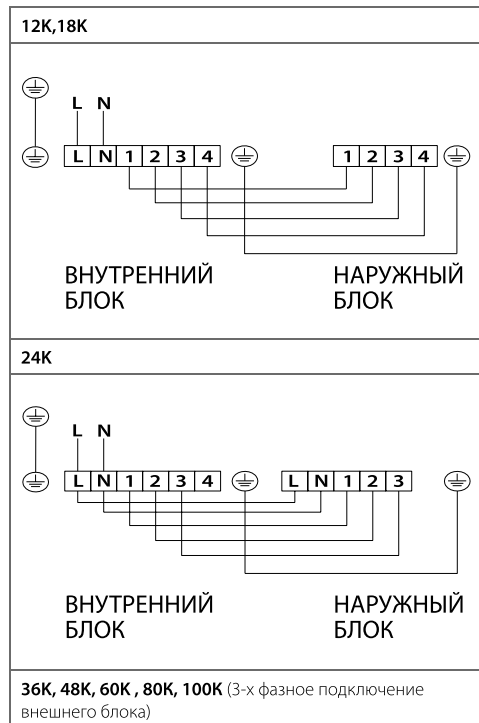 12K,18K
L N
L N 1 2 3 4 1 2 3 4
ВНУТРЕННИЙ НАРУЖНЫЙ
БЛОК БЛОК
24K
L N
L N 1 2 3 4 L N 1 2 3
ВНУТРЕННИЙ НАРУЖНЫЙ
БЛОК БЛОК
36K, 48K, 60K , 80K, 100K (3-х фазное подключение
внешнего блока)